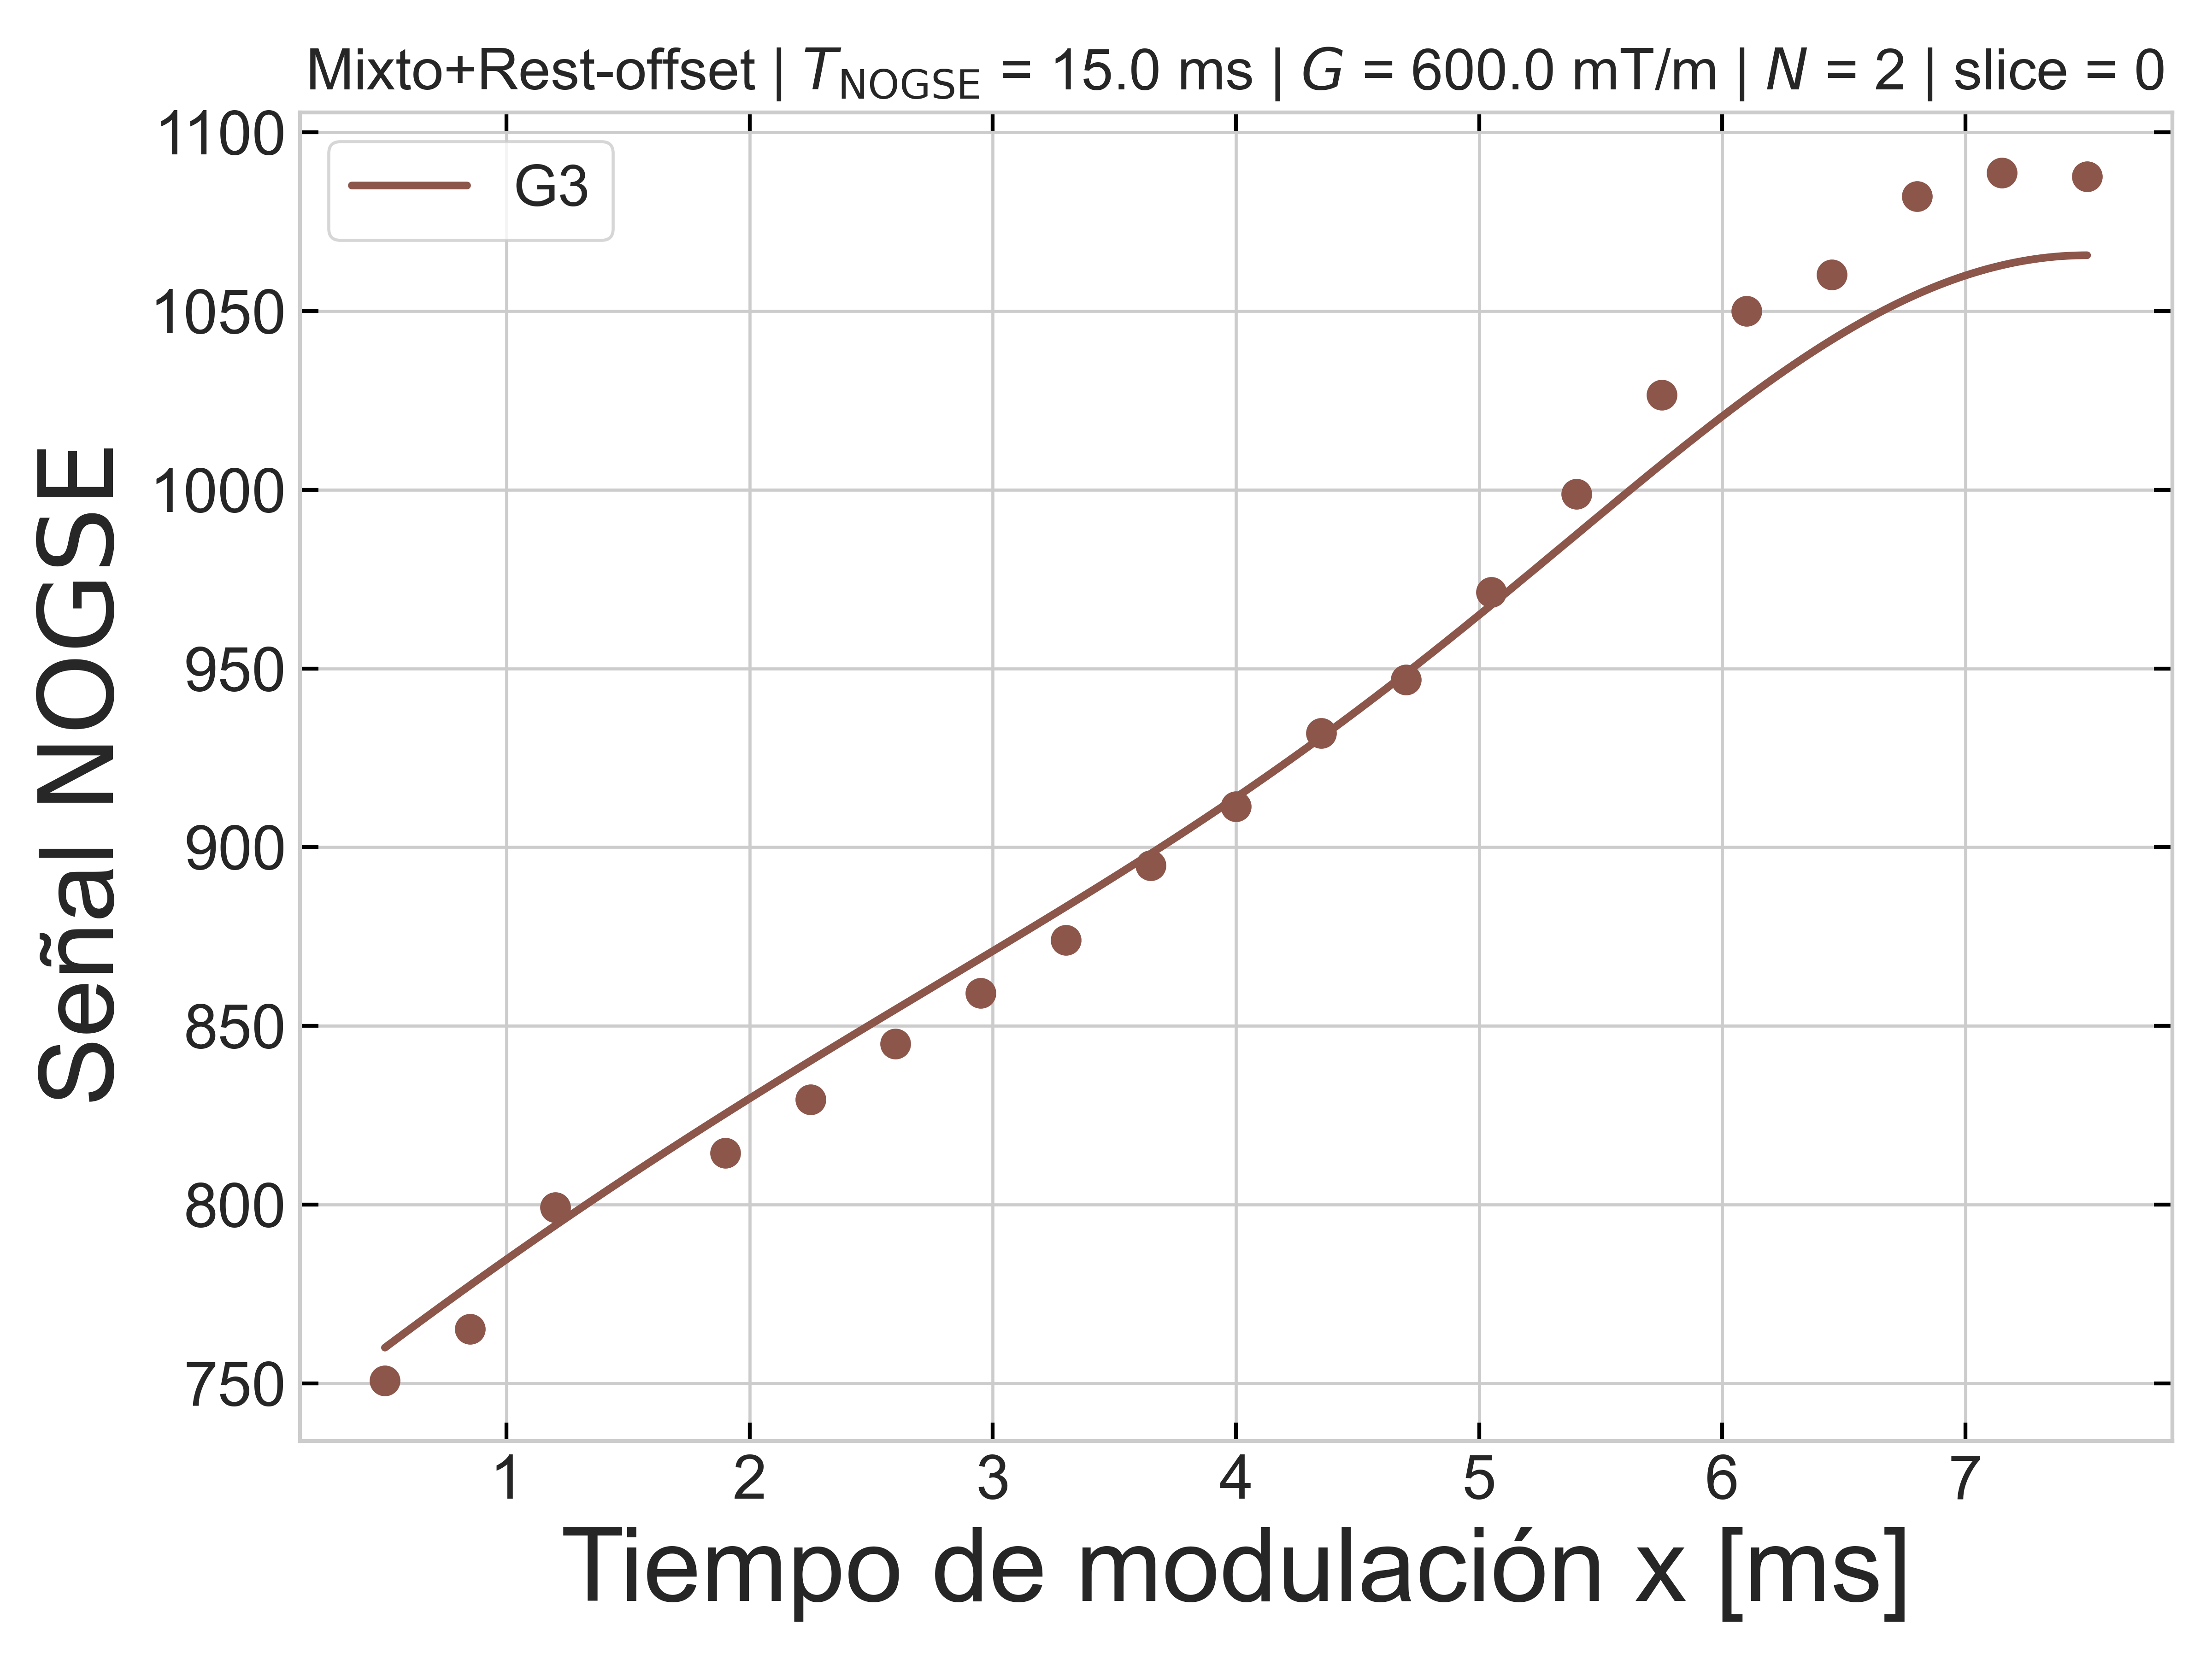 Mixto+Rest-offset | T_NOGSE = 15.0 ms | G = 600.0 mT/m | N = 2 | slice = 0
G3
1100
1050
1000
950
900
850
800
750
Señal NOGSE
1 2 3 4 5 6 7
Tiempo de modulación x [ms]